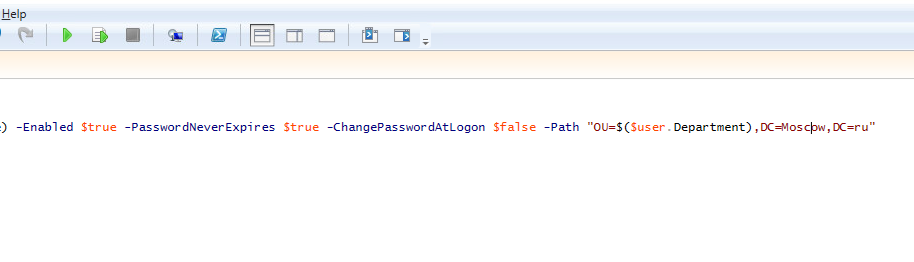 Help
) -Enabled $true -PasswordNeverExpires $true -ChangePasswordAtLogon $false -Path "OU=$($user.Department),DC=Moscow,DC=ru"